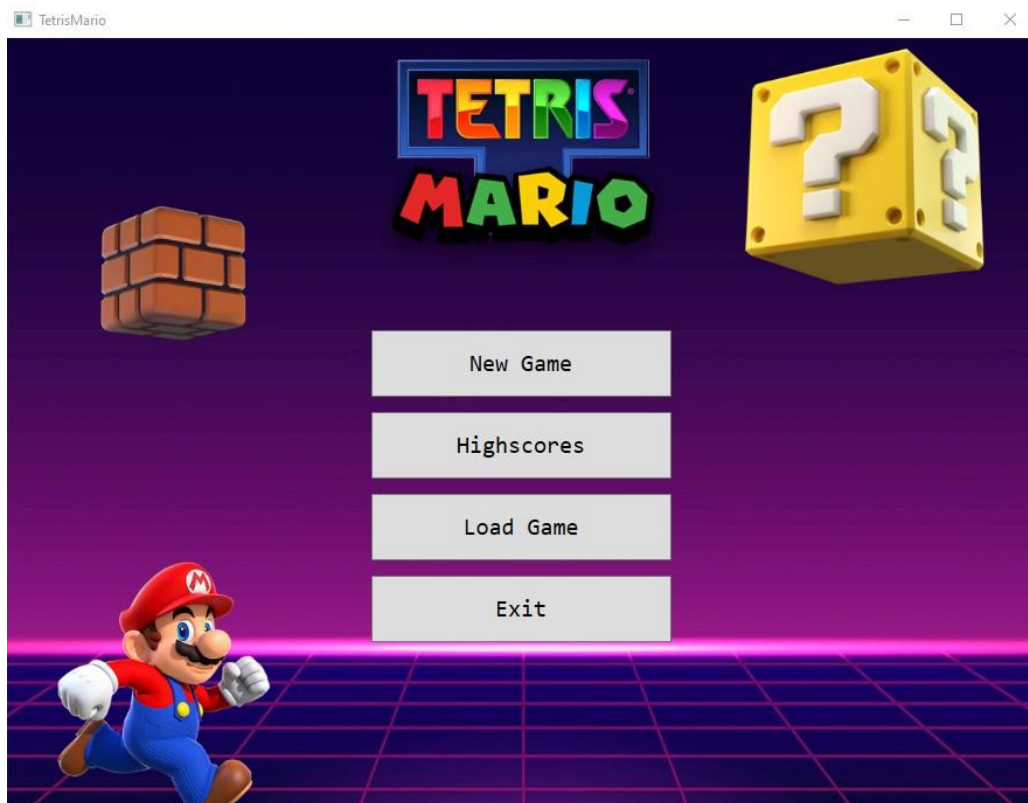 TetrisMario
TETRIS
MARIO
? ?
New Game
Highscores
Load Game
Exit
M